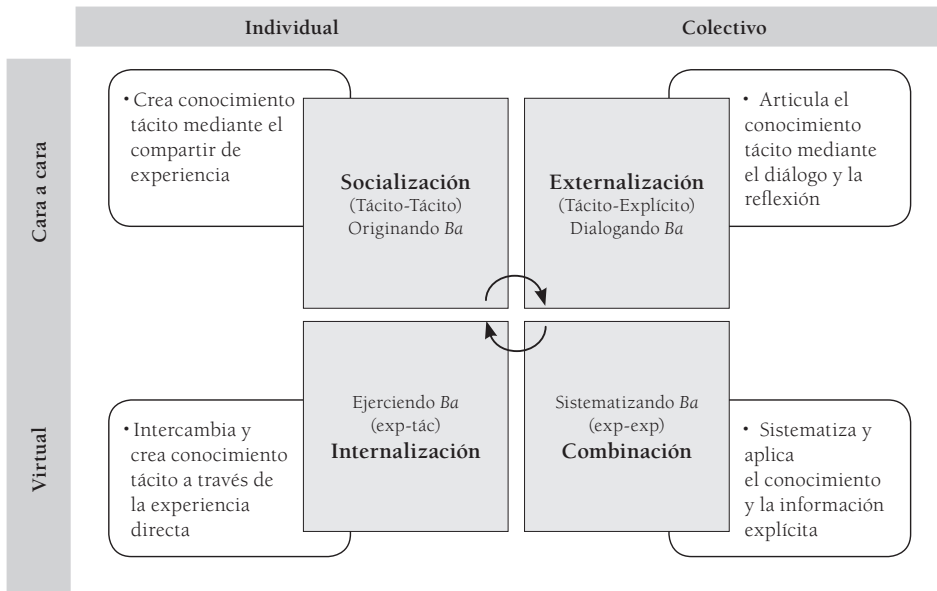 Individual
Colectivo
Cara a cara
• Crea conocimiento
tácito mediante el
compartir de
experiencia
Socialización
(Tácito-Tácito)
Originando Ba
Externalización
(Tácito-Explícito)
Dialogando Ba
• Articula el
conocimiento
tácito mediante
el diálogo y la
reflexión
Virtual
• Intercambia y
crea conocimiento
tácito a través de
la experiencia
directa
Ejerciendo Ba
(exp-tác)
Internalización
Sistematizando Ba
(exp-exp)
Combinación
• Sistematiza y
aplica
el conocimiento
y la información
explícita